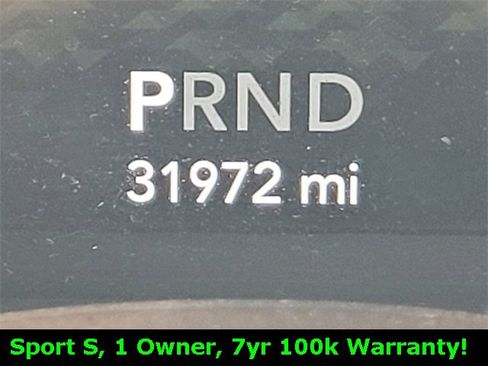 PRND
31972 mi
Sport S, 1 Owner, 7yr 100k Warranty!